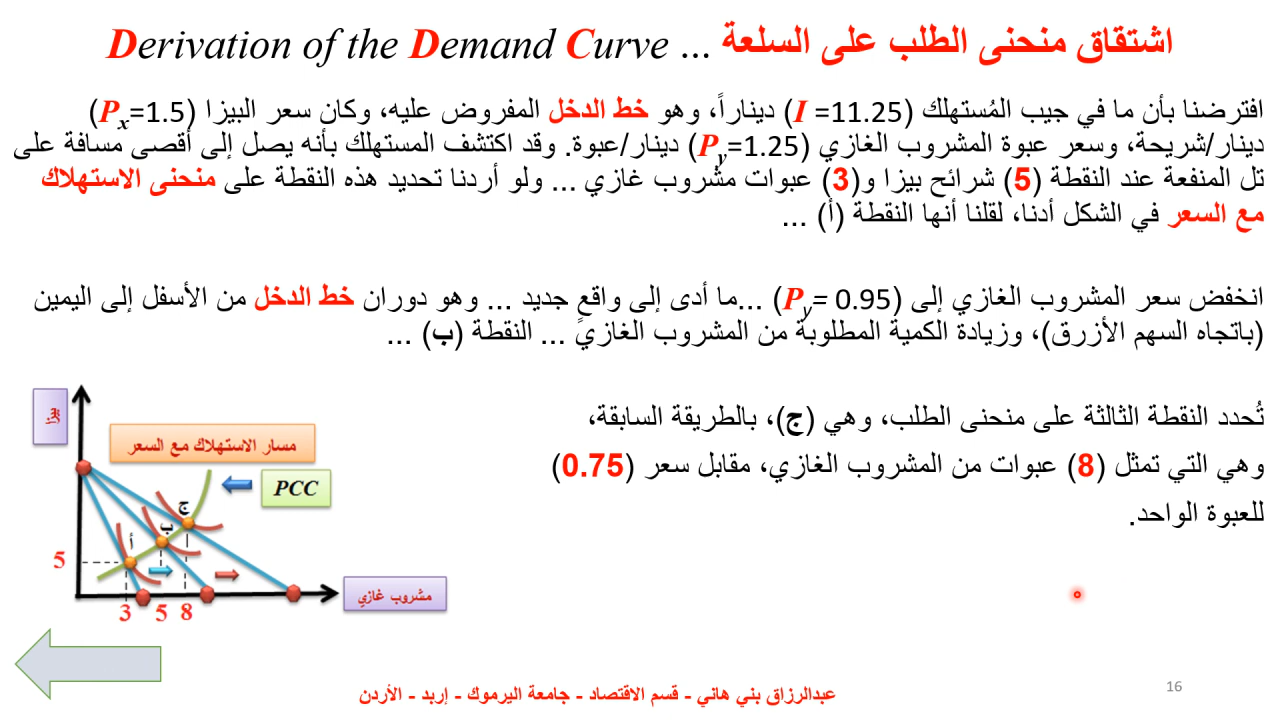 اشتقاق منحنى الطلب على السلعة ... Derivation of the Demand Curve
افترضنا بأن ما في جيب المُستهلك (I =11.25) ديناراً، وهو خط الدخل المفروض عليه، وكان سعر البيزا (Px=1.5)
دينار/شريحة، وسعر عبوة المشروب الغازي (Py=1.25) دينار/عبوة. وقد اكتشف المستهلك بأنه يصل إلى أقصى مسافة على
تل المنفعة عند النقطة (5) شرائح بيزا و(3) عبوات مشروب غازي ... ولو أردنا تحديد هذه النقطة على منحنى الاستهلاك
مع السعر في الشكل أدنا، لقلنا أنها النقطة (أ) ...
انخفض سعر المشروب الغازي إلى (Py= 0.95) ...ما أدى إلى واقعٍ جديد ... وهو دوران خط الدخل من الأسفل إلى اليمين
(باتجاه السهم الأزرق)، وزيادة الكمية المطلوبة من المشروب الغازي ... النقطة (ب) ...
تُحدد النقطة الثالثة على منحنى الطلب، وهي (ج)، بالطريقة السابقة،
وهي التي تمثل (8) عبوات من المشروب الغازي، مقابل سعر (0.75)
للعبوة الواحد.
مسار الاستهلاك مع السعر
PCC
ج
ب
أ
5
3 5 8
مشروب غازي
عبدالرزاق بني هاني - قسم الاقتصاد - جامعة اليرموك - إربد - الأردن
16